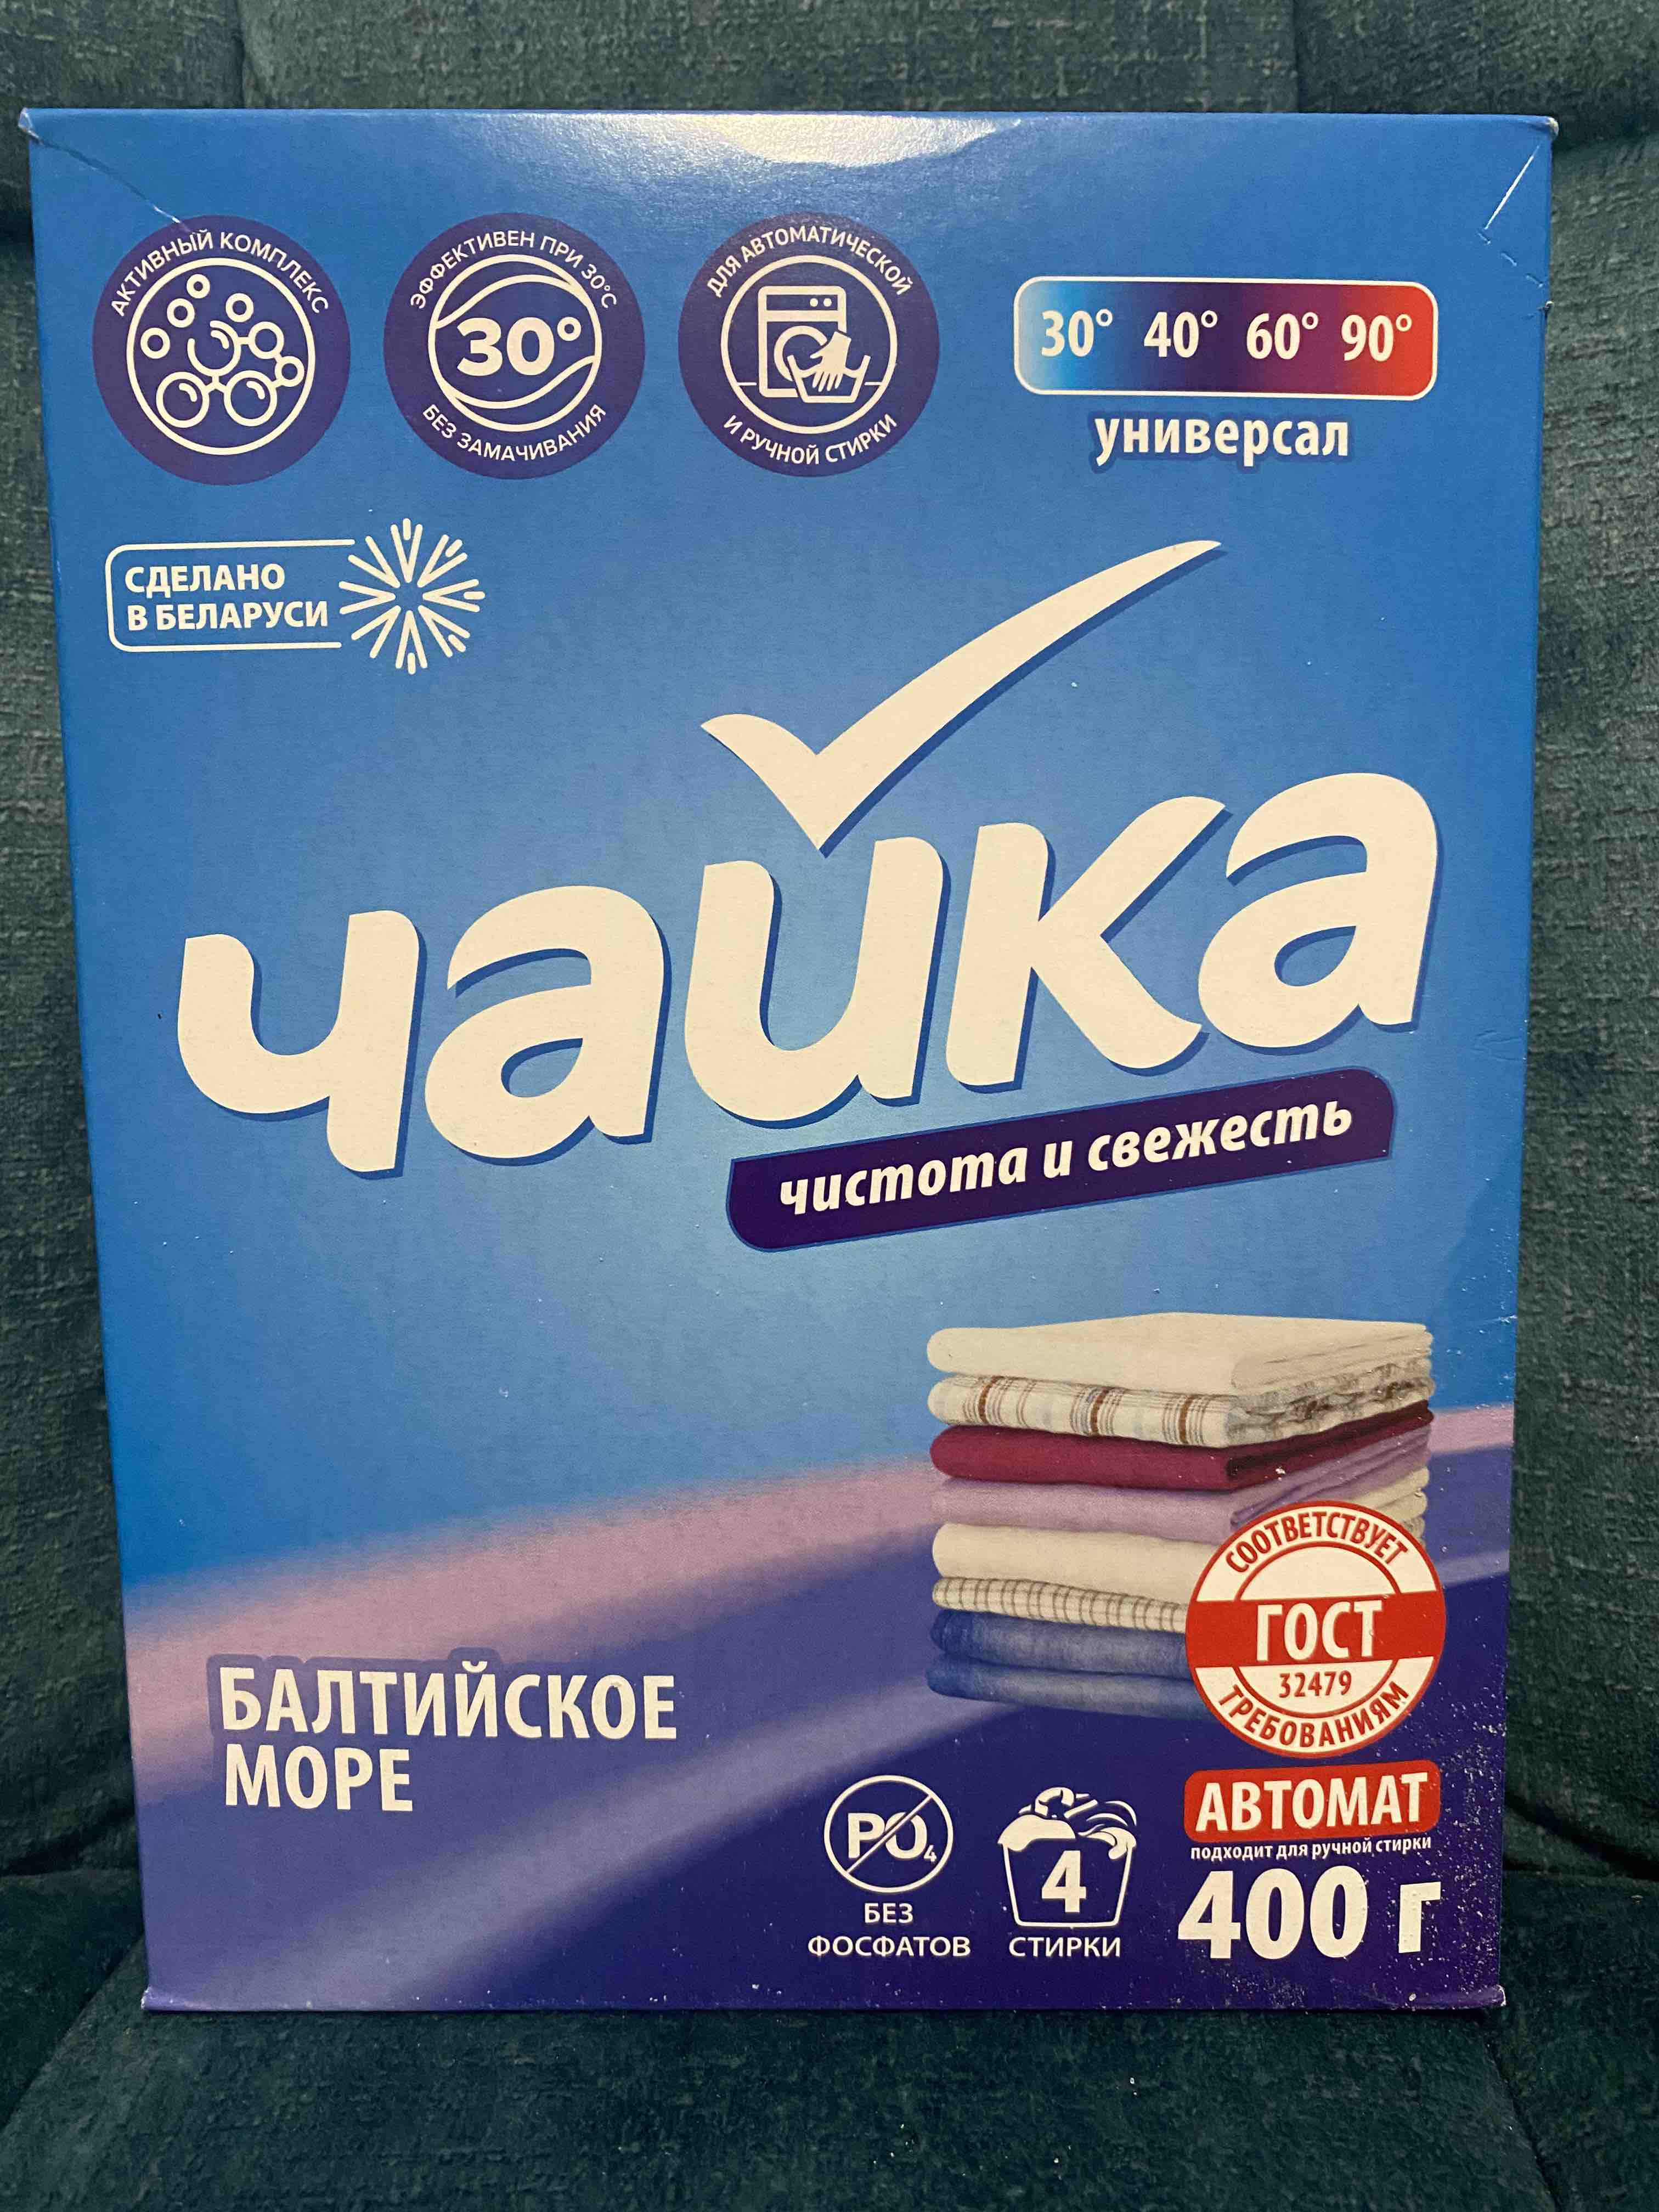 АКТИВНЫЙ КОМПЛЕКС
ЭФФЕКТИВЕН ПРИ 30°C
30°
БЕЗ ЗАМАЧИВАНИЯ
ДЛЯ АВТОМАТИЧЕСКОЙ
И РУЧНОЙ СТИРКИ
30° 40° 60° 90°
универсал
СДЕЛАНО
В БЕЛАРУСИ
чайка
чистота и свежесть
СООТВЕТСТВУЕТ
ГОСТ
32479
ТРЕБОВАНИЯМ
БАЛТИЙСКОЕ
МОРЕ
PO4
БЕЗ
ФОСФАТОВ
4
СТИРКИ
АВТОМАТ
подходит для ручной стирки
400 г